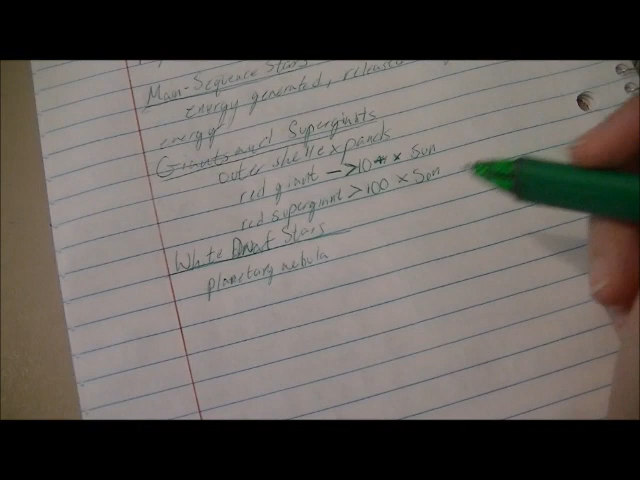 Main-Sequence Stars
energy generated, released
energy
Giants and Supergiants
outer shell expands
red giant -> 10 x Sun
red supergiant > 100 x Sun
White Dwarf Stars
planetary nebula